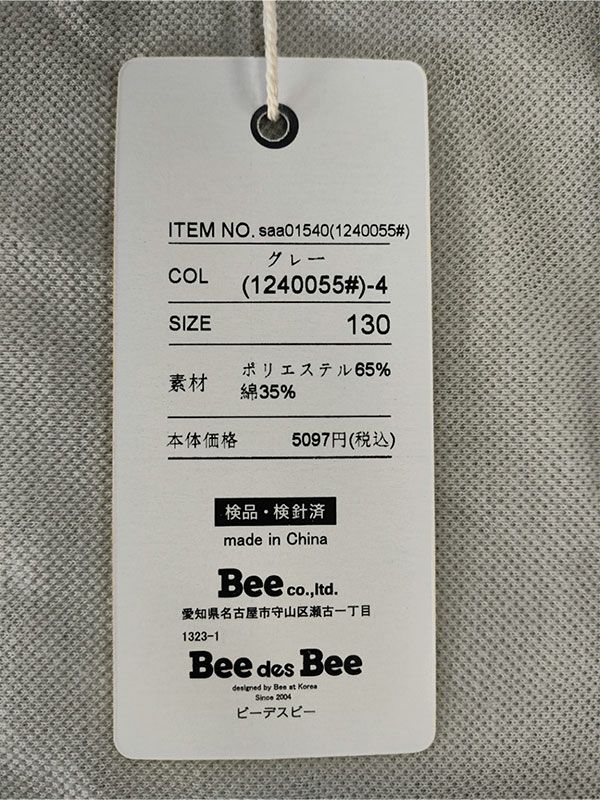 ITEM NO. saa01540(1240055#)
グレー
COL (1240055#)-4
SIZE 130
素材 ポリエステル65%
綿35%
本体価格 5097円(税込)
検品・検針済
made in China
Bee co.,ltd.
愛知県名古屋市守山区瀬古一丁目
1323-1
Bee des Bee
designed by Bee at Korea
Since 2004
ビーデスビー